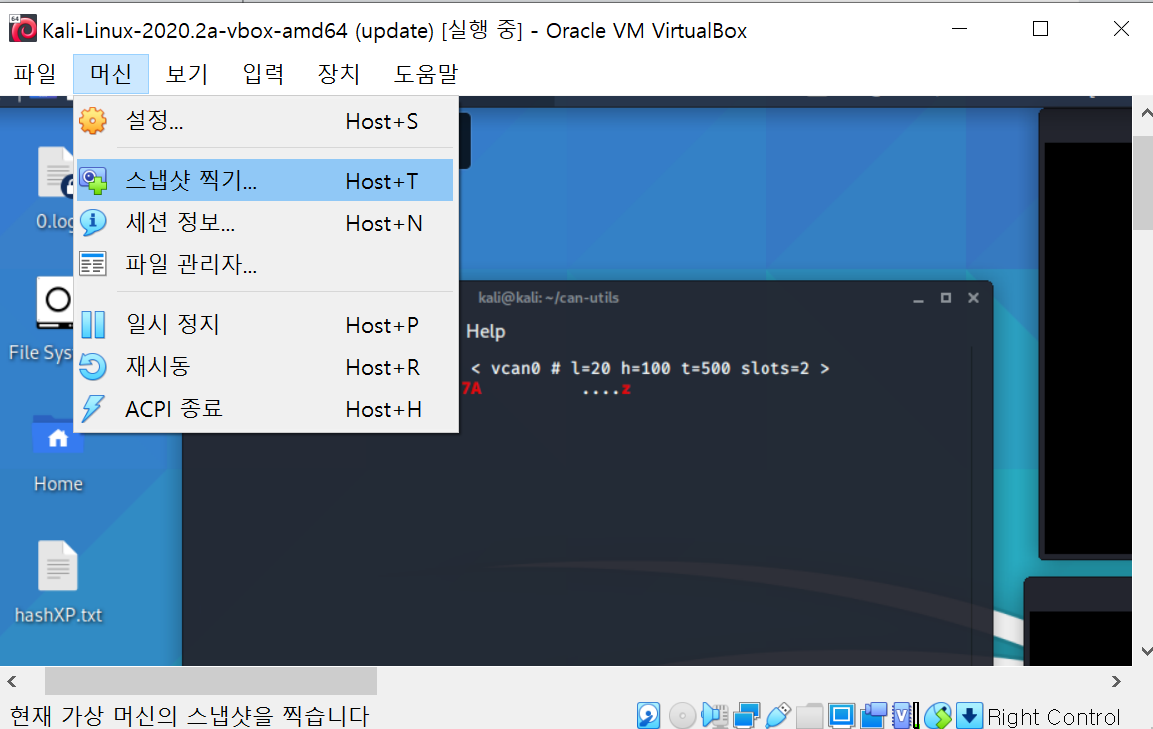 Kali-Linux-2020.2a-vbox-amd64 (update) [실행 중] - Oracle VM VirtualBox
파일 머신 보기 입력 장치 도움말
설정... Host+S
스냅샷 찍기... Host+T
세션 정보... Host+N
파일 관리자...
일시 정지 Host+P
재시동 Host+R
ACPI 종료 Host+H
0.log
File Sys
Home
hashXP.txt
kali@kali: ~/can-utils
Help
< vcan0 # l=20 h=100 t=500 slots=2 >
7A ....z
현재 가상 머신의 스냅샷을 찍습니다
Right Control